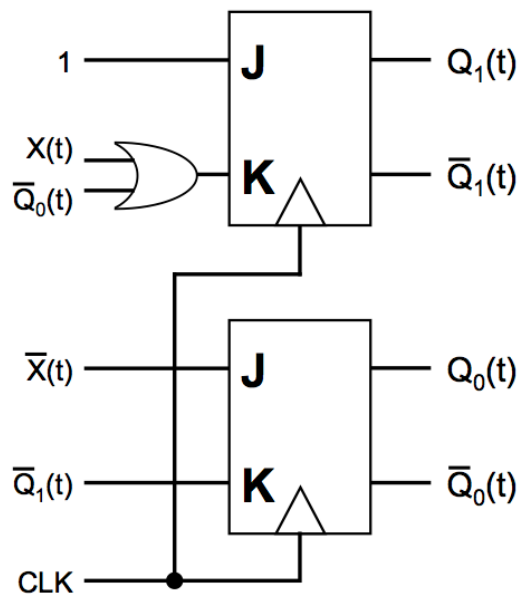 1 J Q₁(t)
X(t)
Q̅₀(t) K Q̅₁(t)
X̅(t) J Q₀(t)
Q̅₁(t) K Q̅₀(t)
CLK